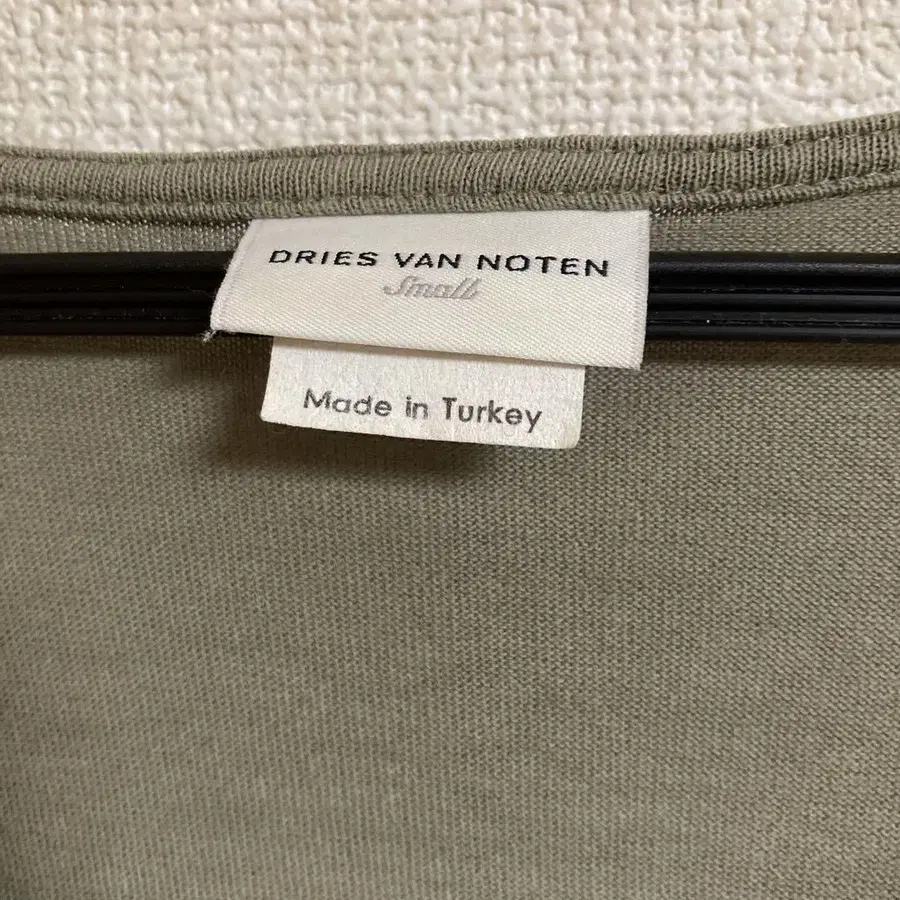 DRIES VAN NOTEN
Small
Made in Turkey